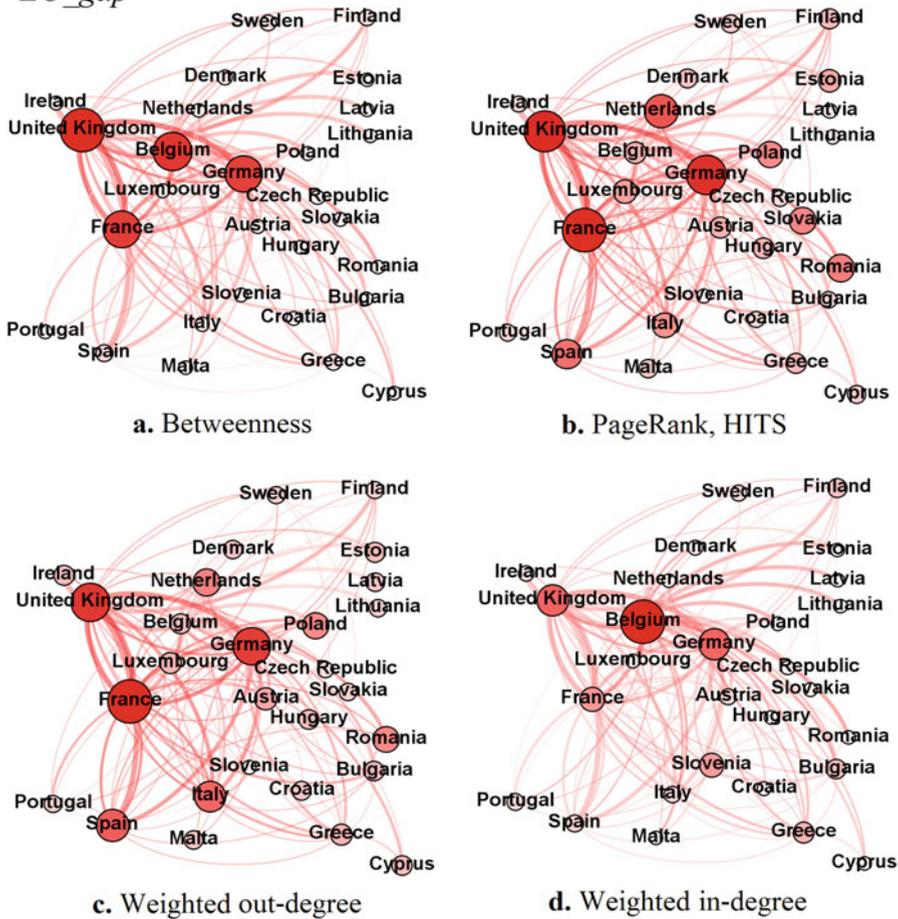 Sweden
Finland
Denmark
Estonia
Ireland
Netherlands
Latvia
United Kingdom
Lithuania
Belgium
Poland
Germany
Luxembourg
Czech Republic
Slovakia
France
Austria
Hungary
Romania
Slovenia
Bulgaria
Croatia
Portugal
Italy
Spain
Malta
Greece
Cyprus
a. Betweenness
Sweden
Finland
Denmark
Estonia
Ireland
Netherlands
Latvia
United Kingdom
Lithuania
Belgium
Poland
Germany
Luxembourg
Czech Republic
Slovakia
France
Austria
Hungary
Romania
Slovenia
Bulgaria
Croatia
Portugal
Italy
Spain
Malta
Greece
Cyprus
b. PageRank, HITS
Sweden
Finland
Denmark
Estonia
Ireland
Netherlands
Latvia
United Kingdom
Lithuania
Belgium
Poland
Germany
Luxembourg
Czech Republic
Slovakia
France
Austria
Hungary
Romania
Slovenia
Bulgaria
Croatia
Portugal
Italy
Spain
Malta
Greece
Cyprus
c. Weighted out-degree
Sweden
Finland
Denmark
Estonia
Ireland
Netherlands
Latvia
United Kingdom
Lithuania
Belgium
Poland
Germany
Luxembourg
Czech Republic
Slovakia
France
Austria
Hungary
Romania
Slovenia
Bulgaria
Croatia
Portugal
Italy
Spain
Malta
Greece
Cyprus
d. Weighted in-degree